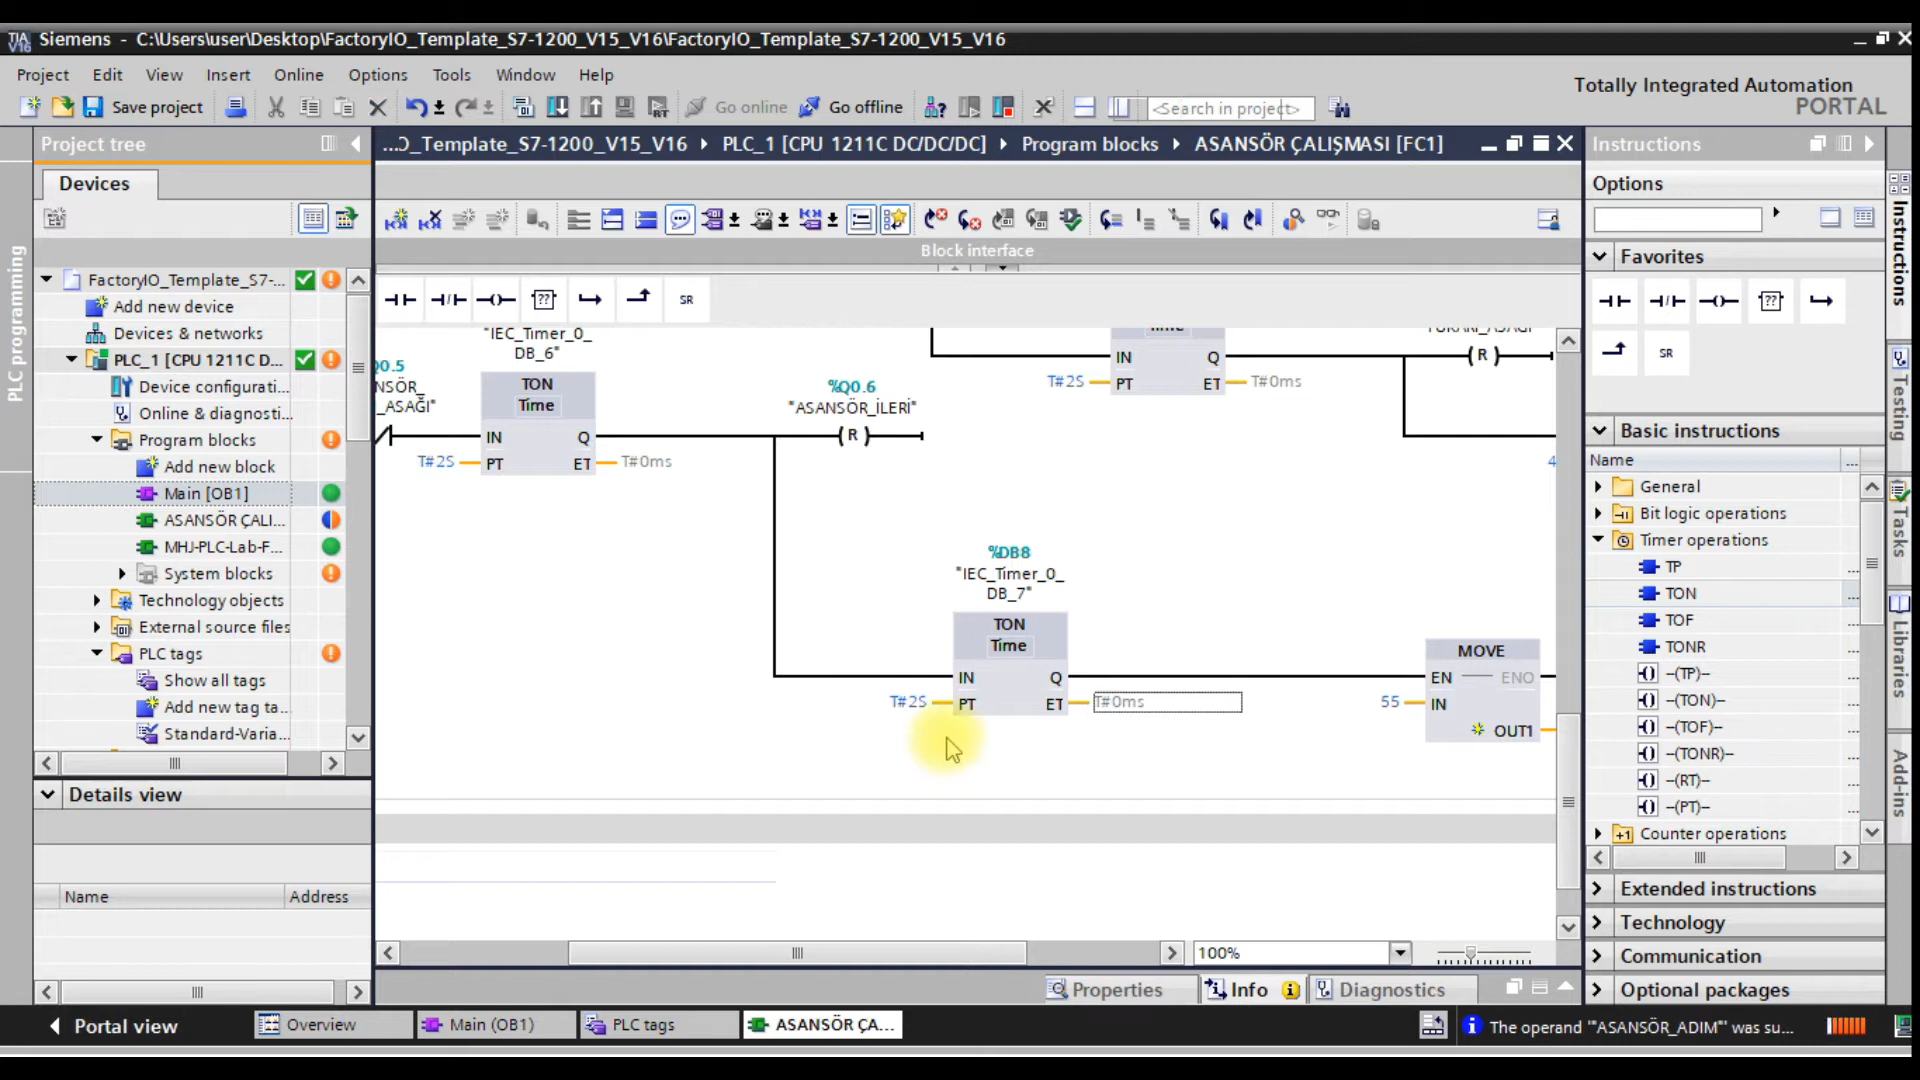 Siemens - C:\Users\user\Desktop\FactoryIO_Template_S7-1200_V15_V16\FactoryIO_Template_S7-1200_V15_V16
Project Edit View Insert Online Options Tools Window Help
Totally Integrated Automation
PORTAL
Save project
Go online
Go offline
<Search in project>
Project tree
Devices
PLC programming
FactoryIO_Template_S7-...
Add new device
Devices & networks
PLC_1 [CPU 1211C D...
Device configurati...
Online & diagnosti...
Program blocks
Add new block
Main [OB1]
ASANSÖR ÇALI...
MHJ-PLC-Lab-F...
System blocks
Technology objects
External source files
PLC tags
Show all tags
Add new tag ta...
Standard-Varia...
Details view
Name Address
...O_Template_S7-1200_V15_V16 PLC_1 [CPU 1211C DC/DC/DC] Program blocks ASANSÖR ÇALIŞMASI [FC1]
Block interface
??
SR
"IEC_Timer_0_
DB_6"
TON
Time
IN Q
T#2S PT ET T#0ms
%Q0.6
"ASANSÖR_İLERİ"
R
IN Q
T#2S PT ET T#0ms
R
4
%DB8
"IEC_Timer_0_
DB_7"
TON
Time
IN Q
T#2S PT ET T#0ms
MOVE
EN ENO
55 IN
OUT1
100%
Properties Info Diagnostics
Instructions
Options
Favorites
??
SR
Basic instructions
Name ...
General
Bit logic operations
Timer operations
TP ...
TON ...
TOF ...
TONR ...
-(TP)- ...
-(TON)- ...
-(TOF)- ...
-(TONR)- ...
-(RT)- ...
-(PT)- ...
Counter operations
Extended instructions
Technology
Communication
Optional packages
Instructions
Testing
Tasks
Libraries
Add-ins
Portal view
Overview
Main (OB1)
PLC tags
ASANSÖR ÇA...
The operand '"ASANSÖR_ADIM"' was su...